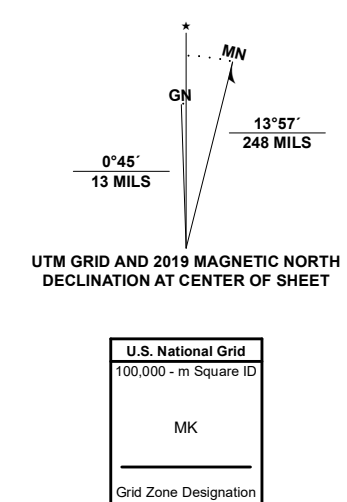 ★
MN
GN
13°57´
248 MILS
0°45´
13 MILS
UTM GRID AND 2019 MAGNETIC NORTH
DECLINATION AT CENTER OF SHEET
U.S. National Grid
100,000 - m Square ID
MK
Grid Zone Designation